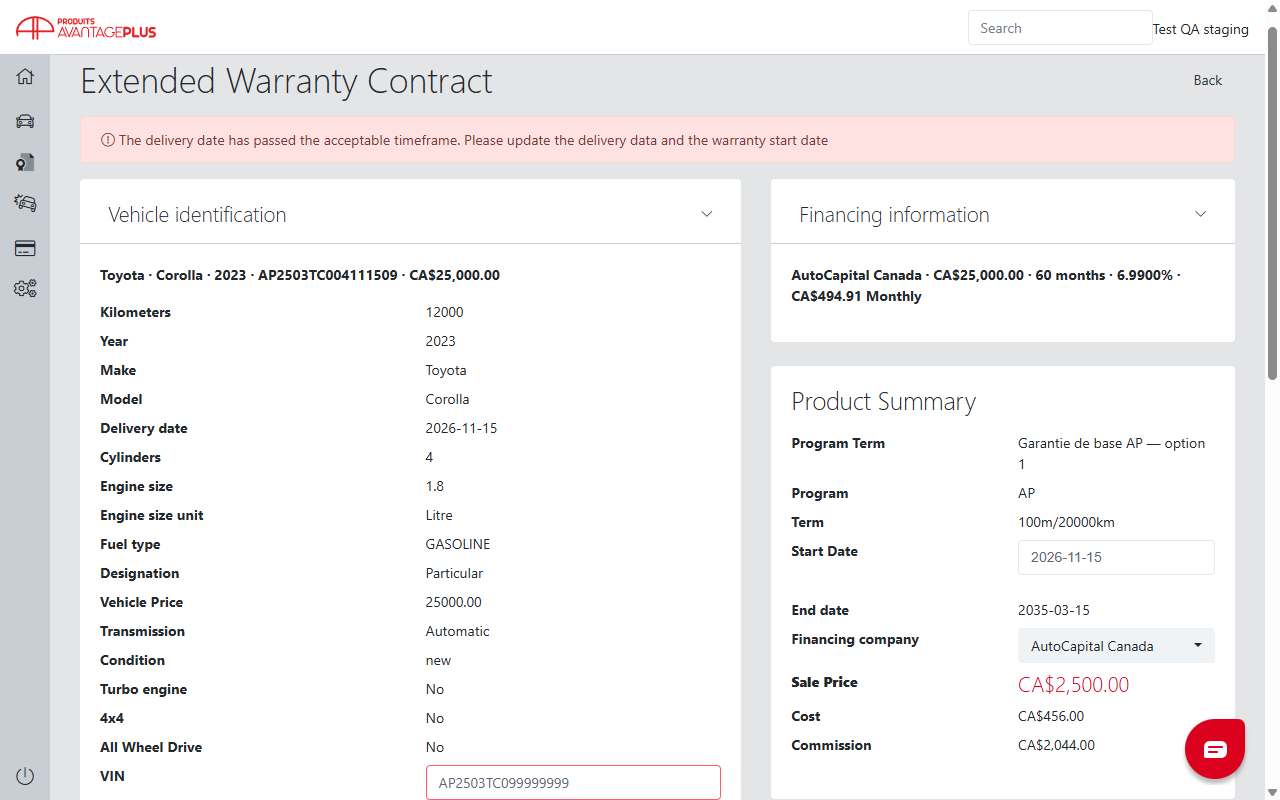 PRODUITS
AVANTAGEPLUS
Search
Test QA staging
Extended Warranty Contract
Back
The delivery date has passed the acceptable timeframe. Please update the delivery data and the warranty start date
Vehicle identification
Toyota · Corolla · 2023 · AP2503TC004111509 · CA$25,000.00
Kilometers 12000
Year 2023
Make Toyota
Model Corolla
Delivery date 2026-11-15
Cylinders 4
Engine size 1.8
Engine size unit Litre
Fuel type GASOLINE
Designation Particular
Vehicle Price 25000.00
Transmission Automatic
Condition new
Turbo engine No
4x4 No
All Wheel Drive No
VIN AP2503TC099999999
Financing information
AutoCapital Canada · CA$25,000.00 · 60 months · 6.9900% ·
CA$494.91 Monthly
Product Summary
Program Term Garantie de base AP — option
1
Program AP
Term 100m/20000km
Start Date 2026-11-15
End date 2035-03-15
Financing company AutoCapital Canada
Sale Price CA$2,500.00
Cost CA$456.00
Commission CA$2,044.00